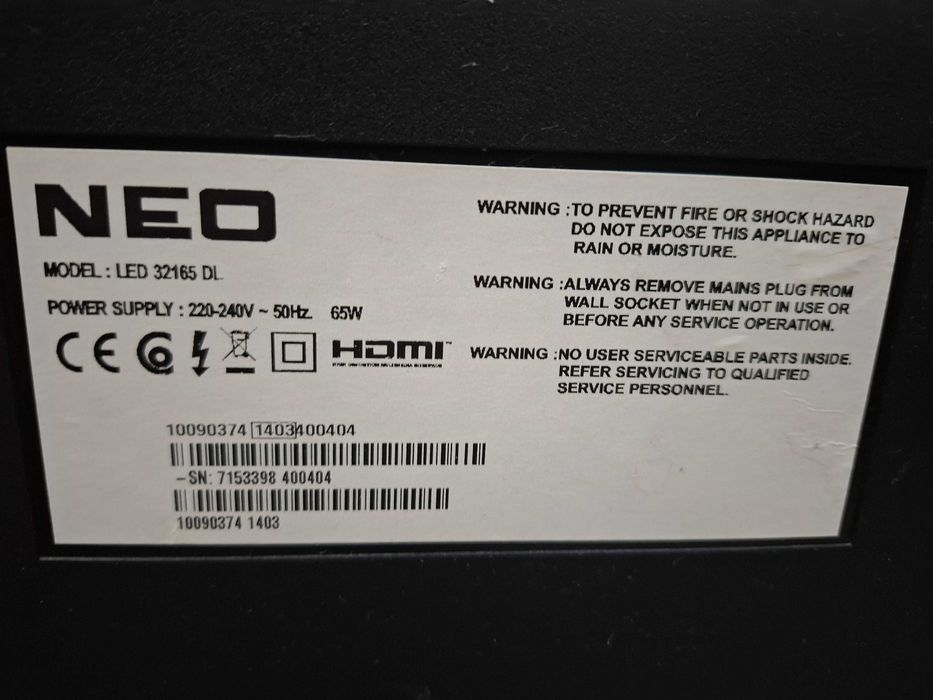 NEO
MODEL : LED 32165 DL
POWER SUPPLY : 220-240V ~ 50Hz. 65W
CE
HDMI™
WARNING : TO PREVENT FIRE OR SHOCK HAZARD
DO NOT EXPOSE THIS APPLIANCE TO
RAIN OR MOISTURE.
WARNING : ALWAYS REMOVE MAINS PLUG FROM
WALL SOCKET WHEN NOT IN USE OR
BEFORE ANY SERVICE OPERATION.
WARNING : NO USER SERVICEABLE PARTS INSIDE.
REFER SERVICING TO QUALIFIED
SERVICE PERSONNEL.
10090374 1403400404
-SN: 7153398 400404
10090374 1403